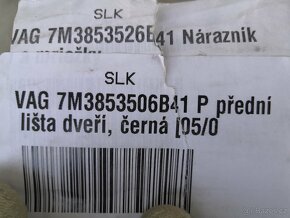 SLK
VAG 7M3853526B41 Nárazník
SLK
VAG 7M3853506B41 P přední
lišta dveří, černá [05/0